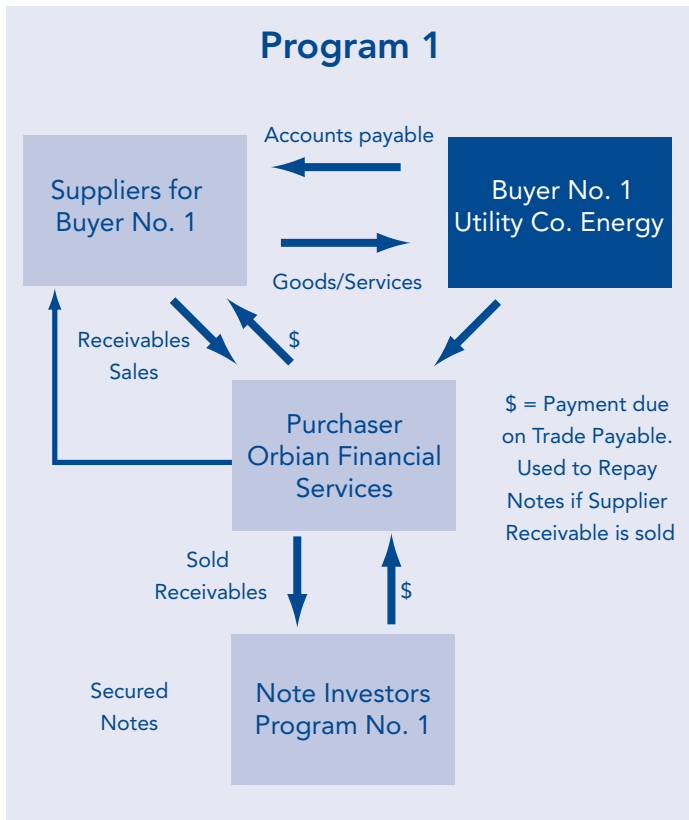 Program 1
Accounts payable
Suppliers for
Buyer No. 1
Buyer No. 1
Utility Co. Energy
Goods/Services
Receivables
Sales
$
Purchaser
Orbian Financial
Services
$ = Payment due
on Trade Payable.
Used to Repay
Notes if Supplier
Receivable is sold
Sold
Receivables
$
Secured
Notes
Note Investors
Program No. 1